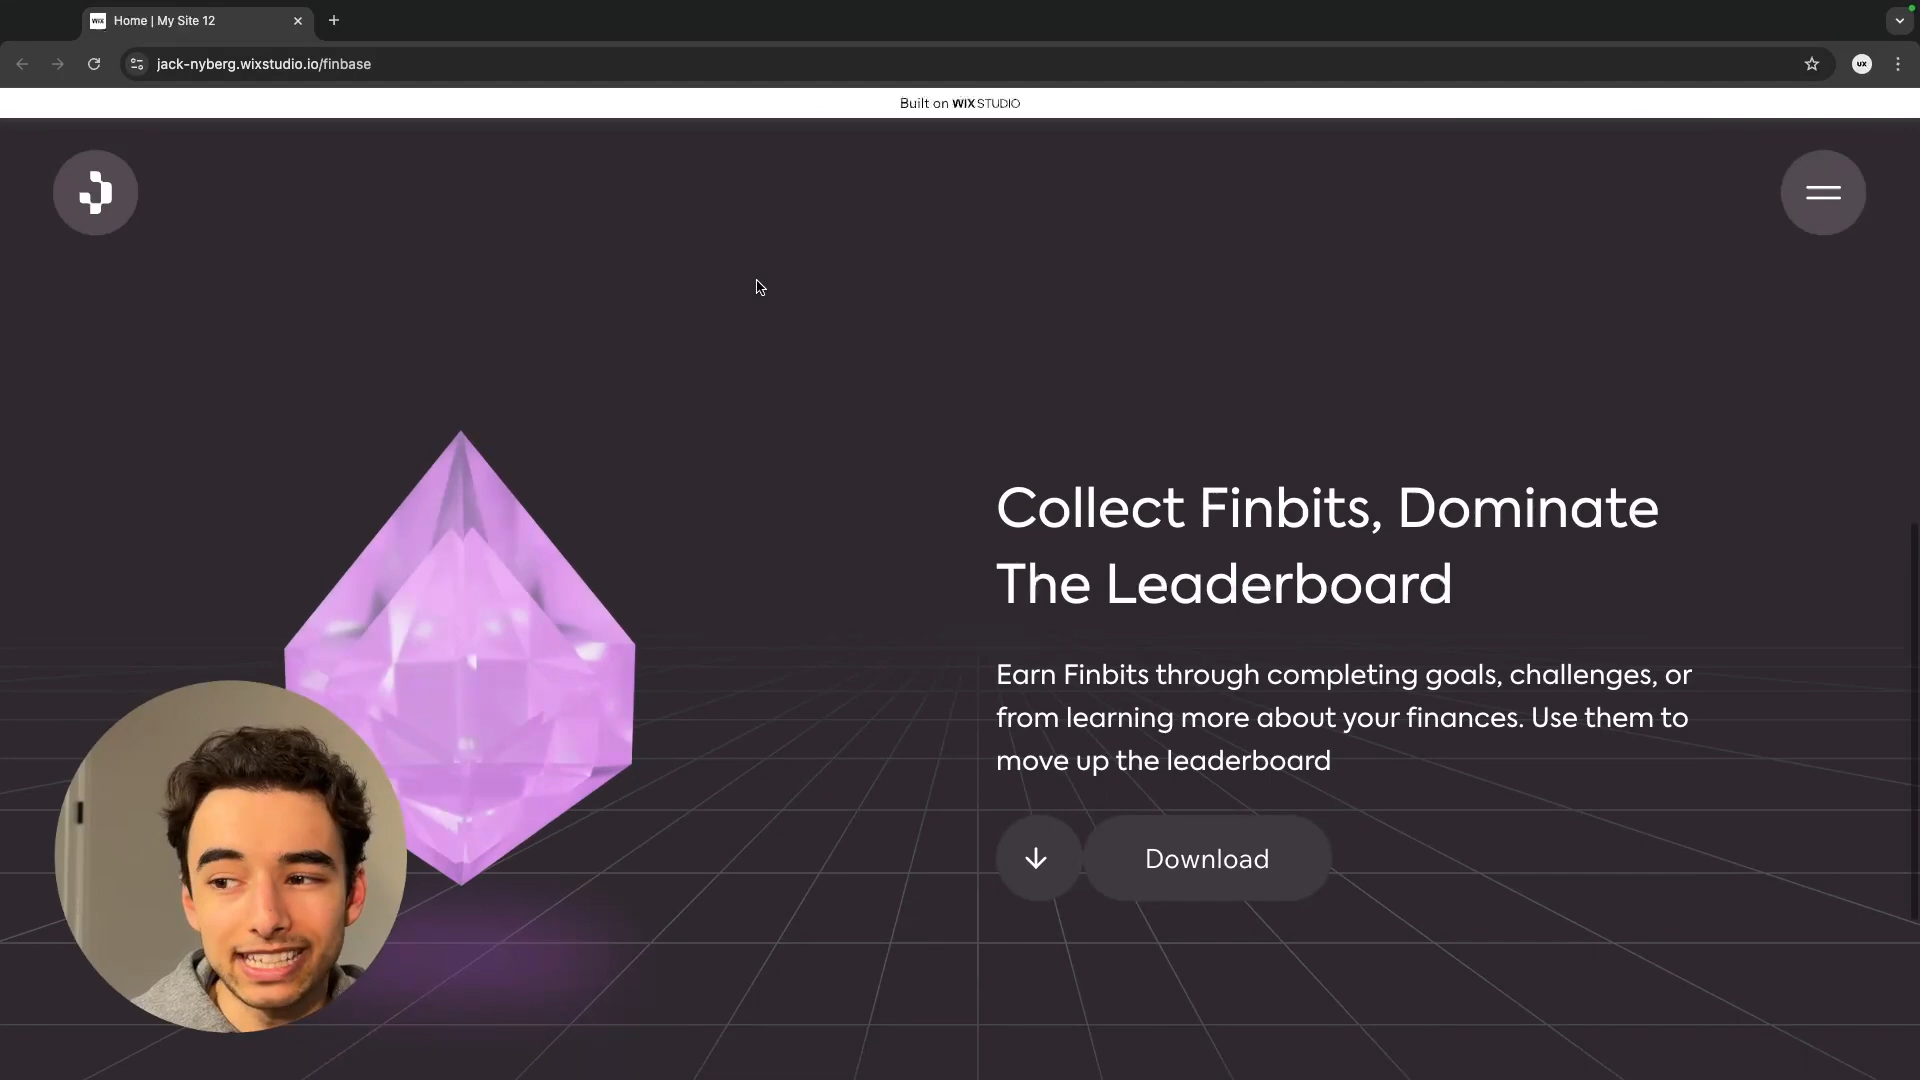 Home | My Site 12
jack-nyberg.wixstudio.io/finbase
UX
Built on WIX STUDIO
Collect Finbits, Dominate
The Leaderboard
Earn Finbits through completing goals, challenges, or
from learning more about your finances. Use them to
move up the leaderboard
Download